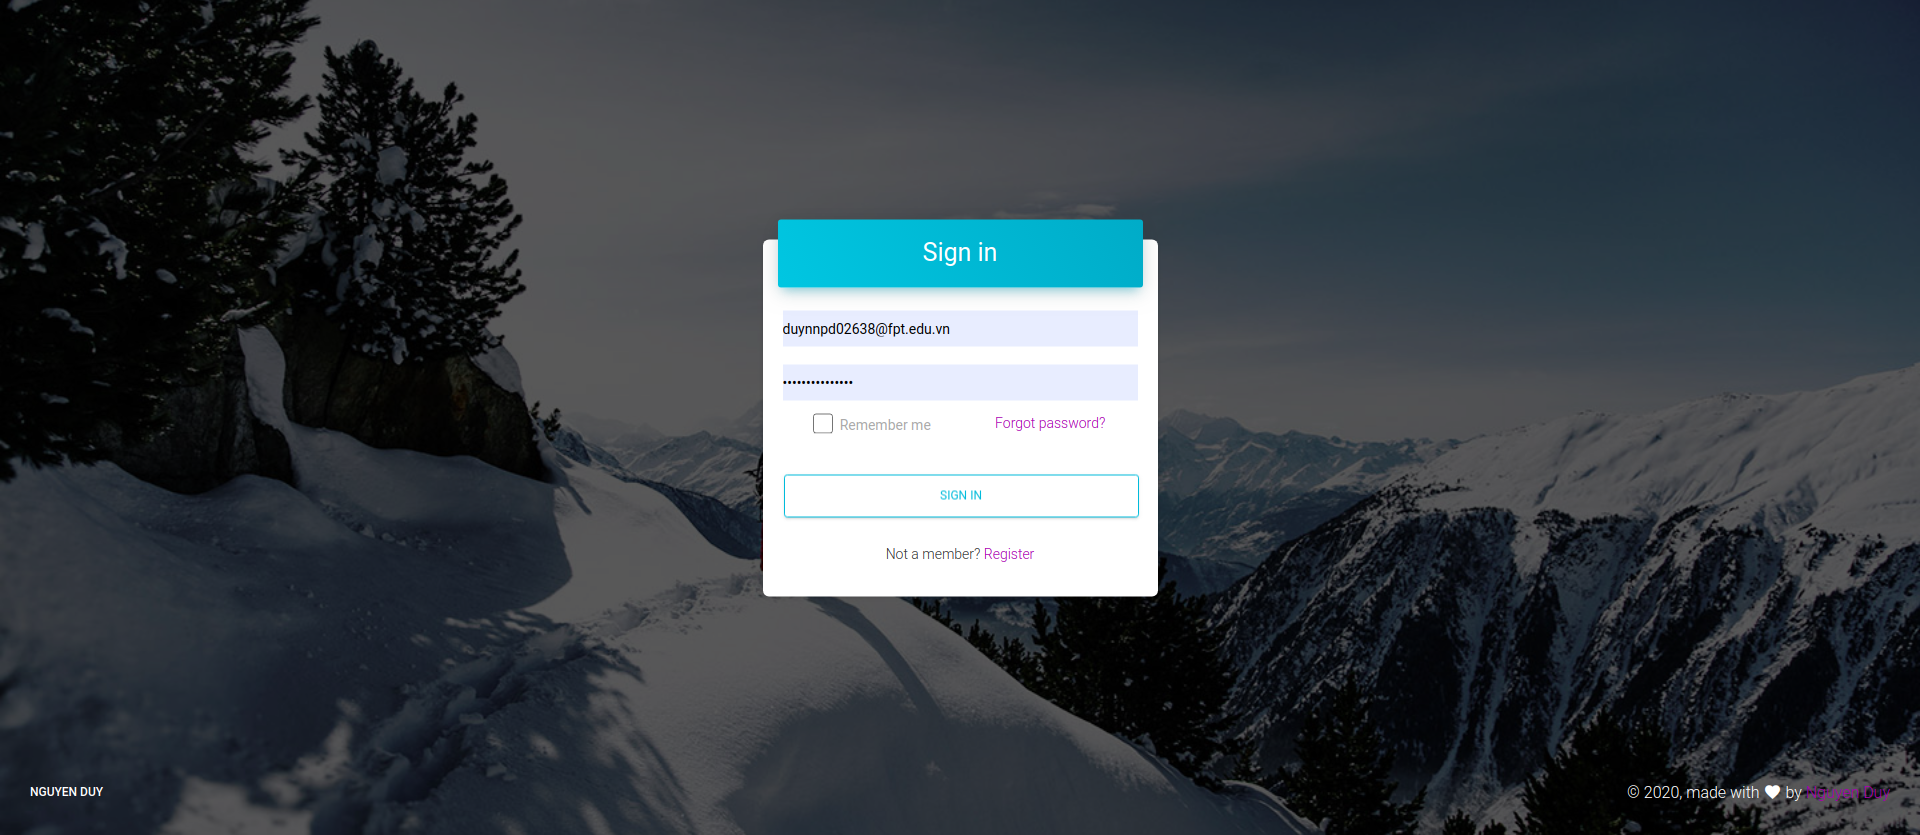 Sign in
duynnpd02638@fpt.edu.vn
•••••••••••••••
Remember me Forgot password?
SIGN IN
Not a member? Register
NGUYEN DUY
© 2020, made with ♥ by Nguyen Duy